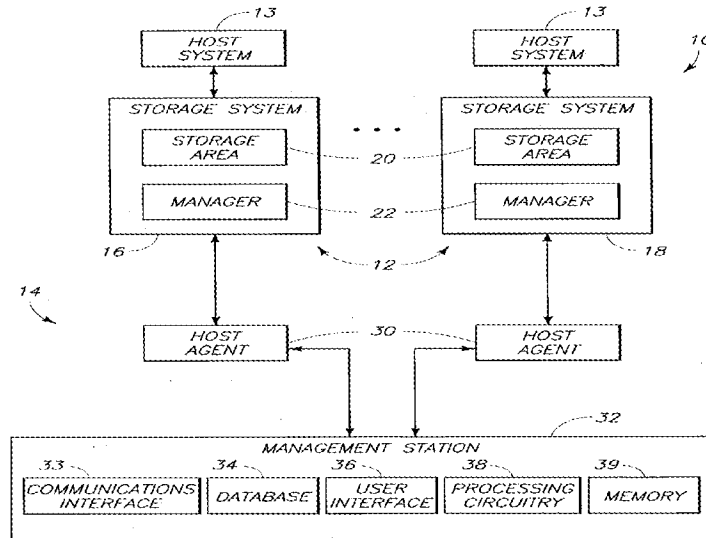 13
13
10
HOST
SYSTEM
HOST
SYSTEM
STORAGE SYSTEM
STORAGE SYSTEM
STORAGE
AREA
20
STORAGE
AREA
MANAGER
22
MANAGER
16
12
18
14
HOST
AGENT
30
HOST
AGENT
32
MANAGEMENT STATION
33
34
36
38
39
COMMUNICATIONS
INTERFACE
DATABASE
USER
INTERFACE
PROCESSING
CIRCUITRY
MEMORY